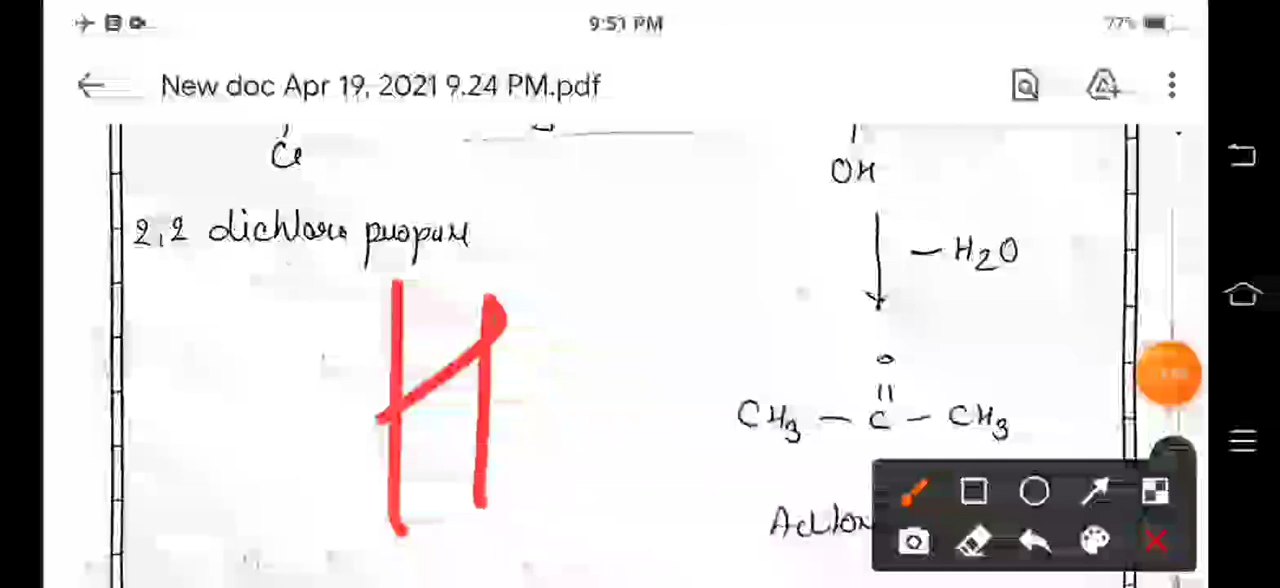 9:51 PM
77%
New doc Apr 19, 2021 9.24 PM.pdf
Cl
OH
2,2 dichloro propane
— H2O
H
O
CH3 — C — CH3